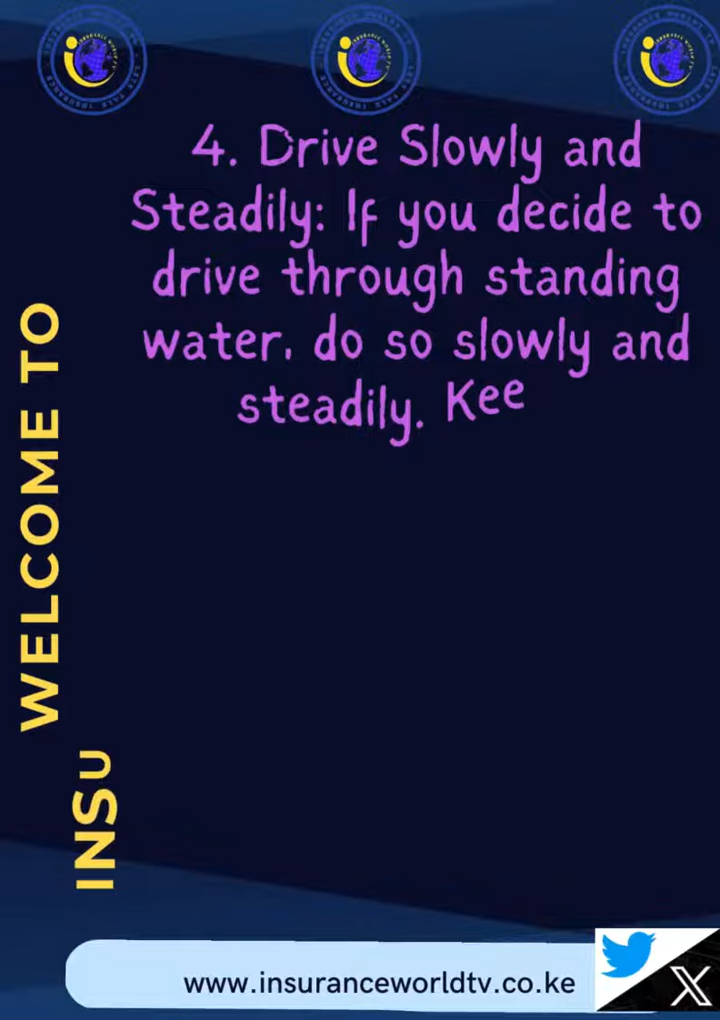 4. Drive Slowly and
Steadily: If you decide to
drive through standing
water, do so slowly and
steadily. Kee
WELCOME TO
INSU
www.insuranceworldtv.co.ke